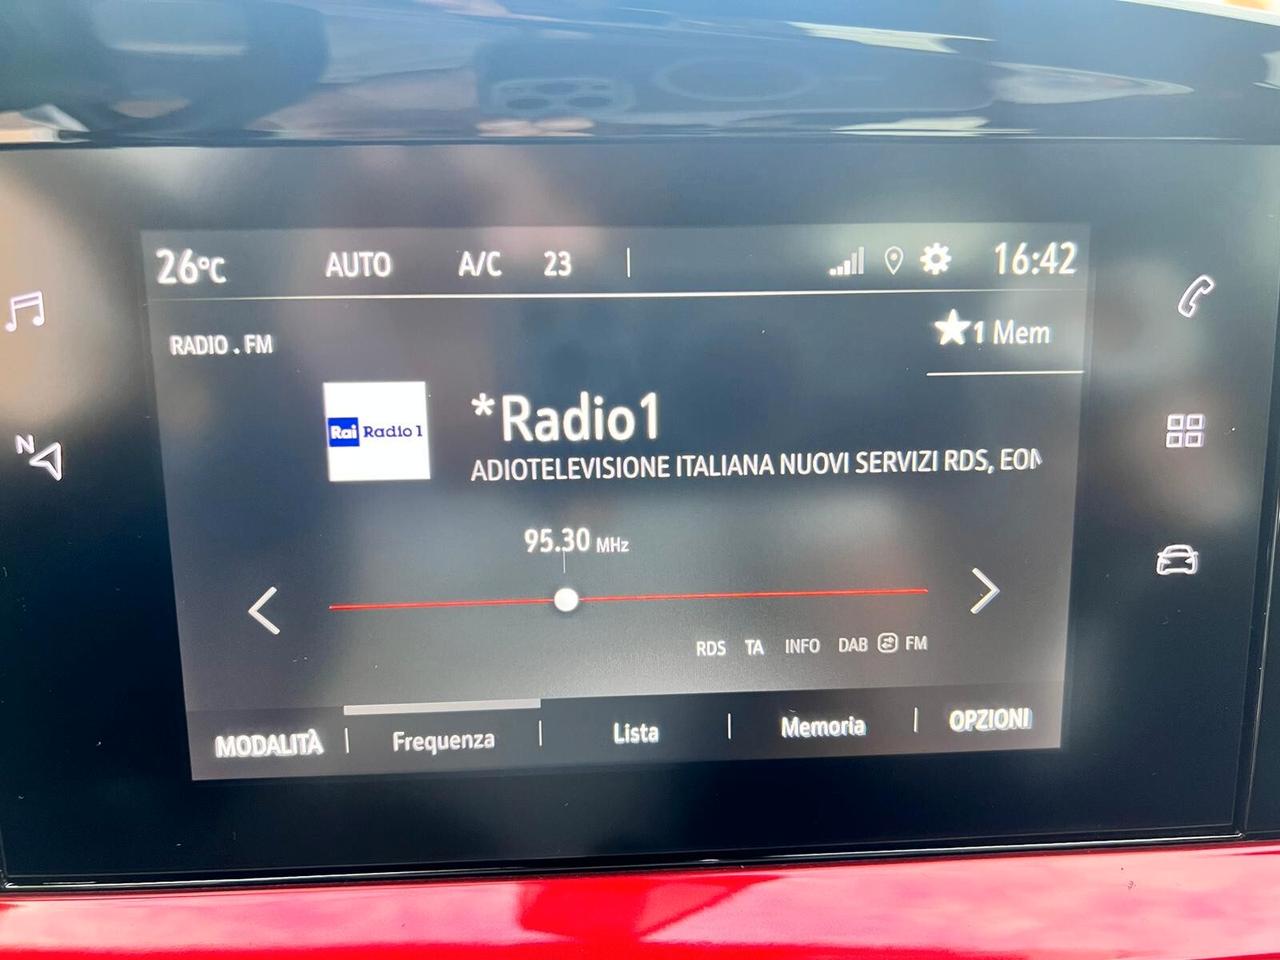 26°C AUTO A/C 23 16:42
RADIO . FM
★1 Mem
Rai Radio 1
*Radio1
ADIOTELEVISIONE ITALIANA NUOVI SERVIZI RDS, EON
95.30 MHz
RDS TA INFO DAB FM
MODALITÀ Frequenza Lista Memoria OPZIONI
N